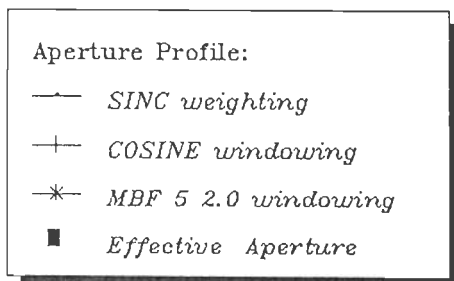 Aperture Profile:
SINC weighting
COSINE windowing
MBF 5 2.0 windowing
Effective Aperture